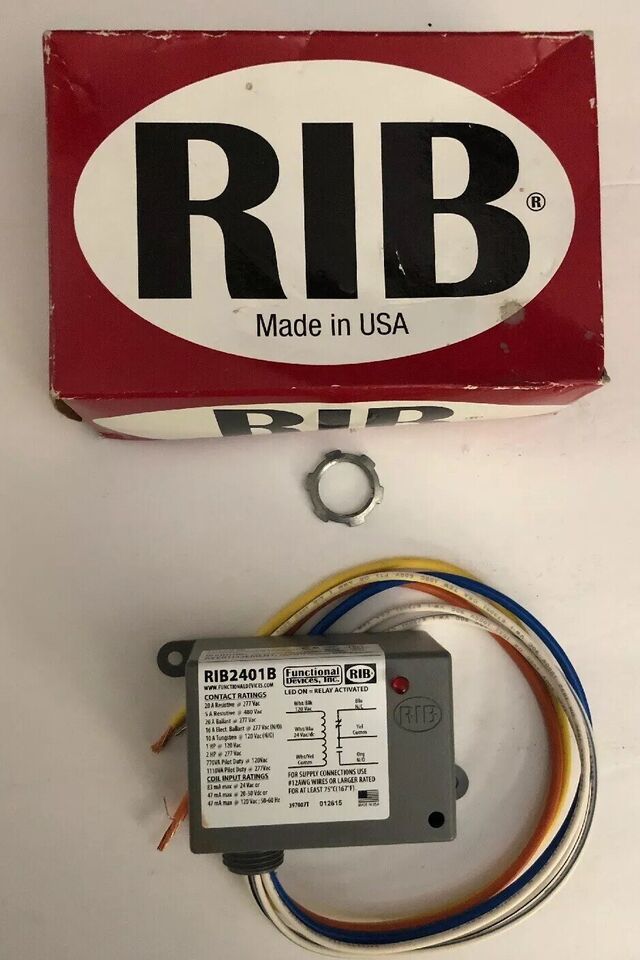 RIB®
Made in USA
RIB
RIB2401B
WWW.FUNCTIONALDEVICES.COM
Functional Devices, Inc.
RIB
LED ON = RELAY ACTIVATED
CONTACT RATINGS
20 A Resistive @ 277 Vac
5 A Resistive @ 480 Vac
20 A Ballast @ 277 Vac
16 A Elect. Ballast @ 277 Vac (N/O)
10 A Tungsten @ 120 Vac (N/O)
1 HP @ 120 Vac
2 HP @ 277 Vac
770VA Pilot Duty @ 120Vac
1110VA Pilot Duty @ 277Vac
COIL INPUT RATINGS
83 mA max @ 24 Vac or
47 mA max @ 20-30 Vdc or
47 mA max @ 120 Vac ; 50-60 Hz
Wht/Blk
120 Vac
Wht/Blu
24 Vac/dc
Wht/Yel
Comm
Blu
N/C
Yel
Comm
Org
N/O
FOR SUPPLY CONNECTIONS USE
#12AWG WIRES OR LARGER RATED
FOR AT LEAST 75°C(167°F)
397007T 012615
MADE IN USA
RIB